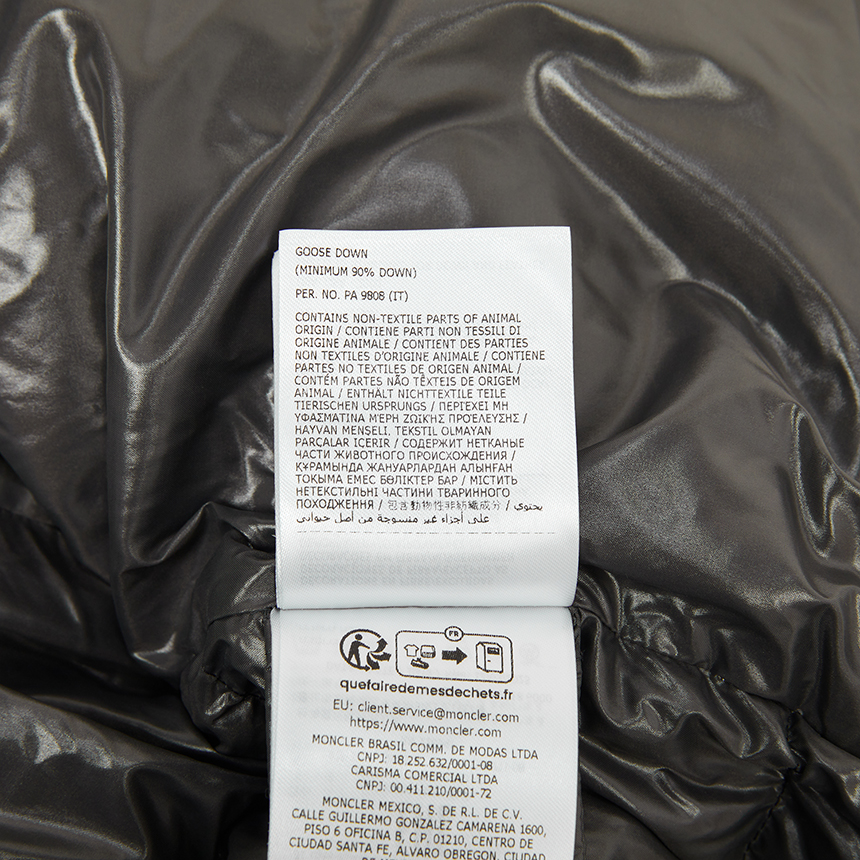 GOOSE DOWN
(MINIMUM 90% DOWN)
PER. NO. PA 9808 (IT)
CONTAINS NON-TEXTILE PARTS OF ANIMAL
ORIGIN / CONTIENE PARTI NON TESSILI DI
ORIGINE ANIMALE / CONTIENT DES PARTIES
NON TEXTILES D'ORIGINE ANIMALE / CONTIENE
PARTES NO TEXTILES DE ORIGEN ANIMAL /
CONTÉM PARTES NÃO TÊXTEIS DE ORIGEM
ANIMAL / ENTHÄLT NICHTTEXTILE TEILE
TIERISCHEN URSPRUNGS / ΠΕΡΙΕΧΕΙ ΜΗ
ΥΦΑΣΜΑΤΙΝΑ ΜΈΡΗ ΖΩΙΚΉΣ ΠΡΟΈΛΕΥΣΗΣ /
HAYVAN MENŞELİ, TEKSTIL OLMAYAN
PARÇALAR ICERIR / СОДЕРЖИТ НЕТКАНЫЕ
ЧАСТИ ЖИВОТНОГО ПРОИСХОЖДЕНИЯ /
ҚҰРАМЫНДА ЖАНУАРЛАРДАН АЛЫНҒАН
ТОҚЫМА ЕМЕС БӨЛІКТЕР БАР / МІСТИТЬ
НЕТЕКСТИЛЬНІ ЧАСТИНИ ТВАРИННОГО
ПОХОДЖЕННЯ / 包含動物性非紡織成分 / يحتوي
على أجزاء غير منسوجة من أصل حيواني
FR
quefairedemesdechets.fr
EU: client.service@moncler.com
https://www.moncler.com
MONCLER BRASIL COMM. DE MODAS LTDA
CNPJ: 18.252.632/0001-08
CARISMA COMERCIAL LTDA
CNPJ: 00.411.210/0001-72
MONCLER MEXICO, S. DE R.L. DE C.V.
CALLE GUILLERMO GONZALEZ CAMARENA 1600,
PISO 6 OFICINA B, C.P. 01210, CENTRO DE
CIUDAD SANTA FE, ALVARO OBREGON, CIUDAD